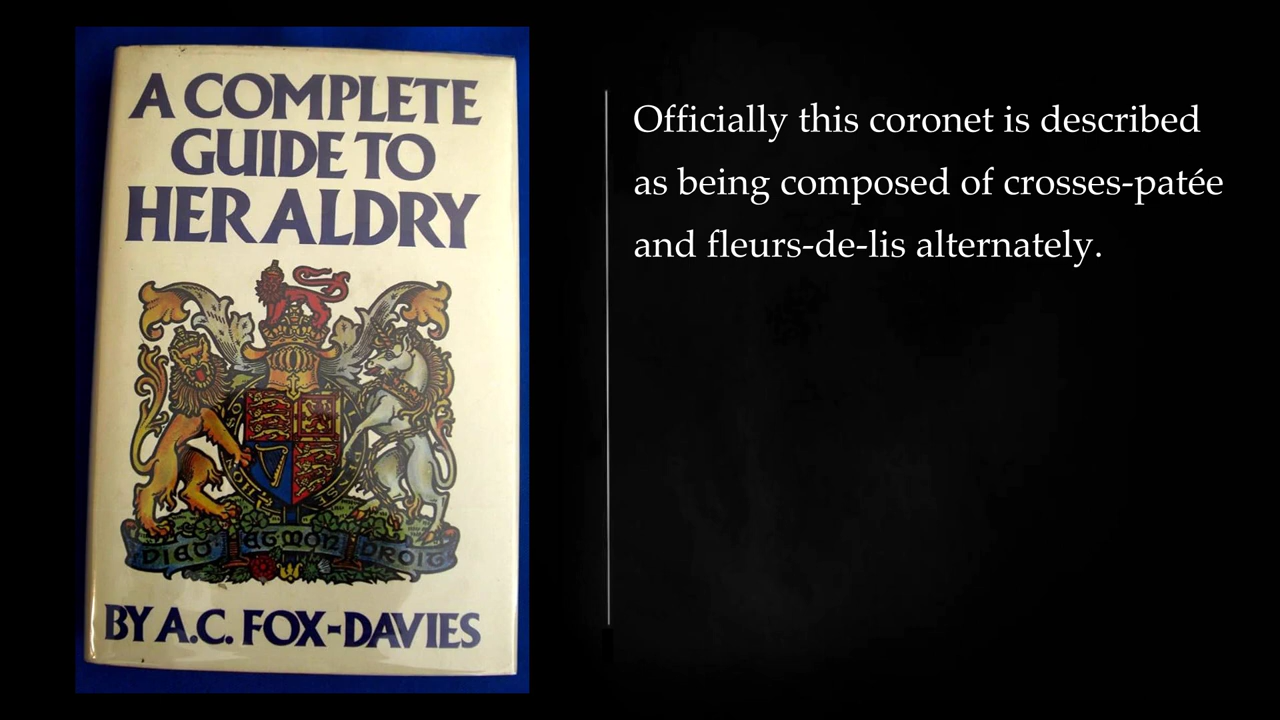 A COMPLETE
GUIDE TO
HERALDRY
DIEU ET MON DROIT
BY A.C. FOX-DAVIES
Officially this coronet is described
as being composed of crosses-patée
and fleurs-de-lis alternately.